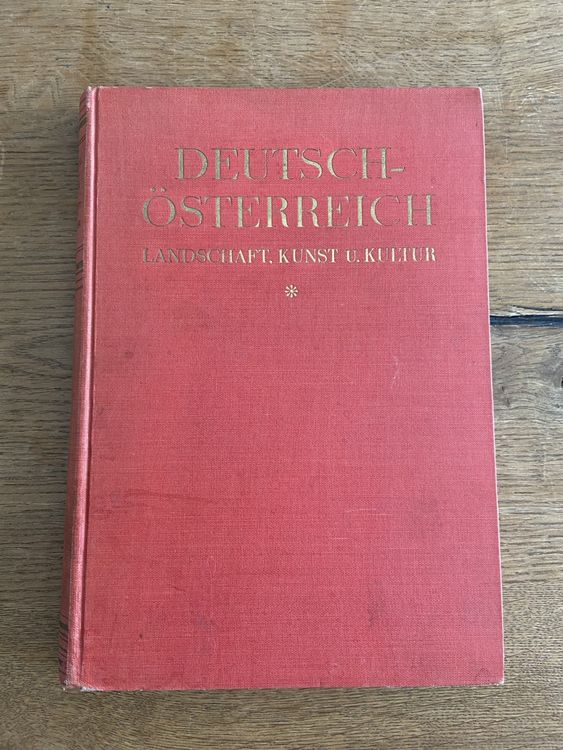 DEUTSCH-
ÖSTERREICH
LANDSCHAFT, KUNST U. KULTUR
*